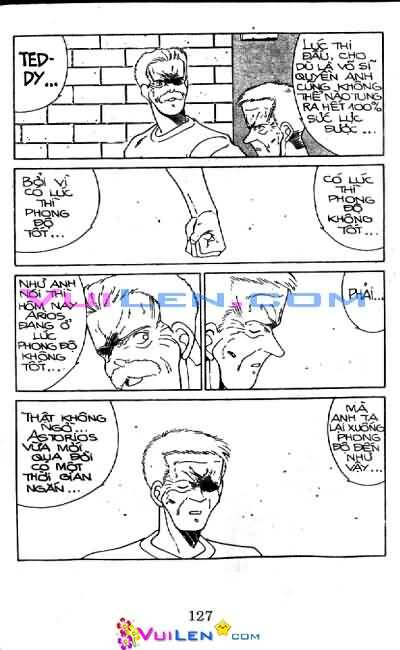 TED-
DY...
LÚC THI
ĐẤU, CHO
DÙ LÀ VÕ SĨ
QUYỀN ANH
CŨNG KHÔNG
THỂ NÀO TUNG
RA HẾT 100%
SỨC LỰC
ĐƯỢC...
BỞI VÌ
CÓ LÚC
THÌ
PHONG
ĐỘ
TỐT...
CÓ LÚC
THÌ
PHONG
ĐỘ
KHÔNG
TỐT...
NHƯ ANH
NÓI THÌ
HÔM NAY
ARIOS
ĐANG Ở
LÚC
PHONG ĐỘ
KHÔNG
TỐT...
PHẢI...
VUILEN.COM
THẬT KHÔNG
NGỜ...
ASTORIOS
VỪA MỚI
QUA ĐỜI
CÓ MỘT
THỜI GIAN
NGẮN...
MÀ
ANH TA
LẠI XUỐNG
PHONG
ĐỘ ĐẾN
NHƯ
VẬY...
127
VUILEN.COM